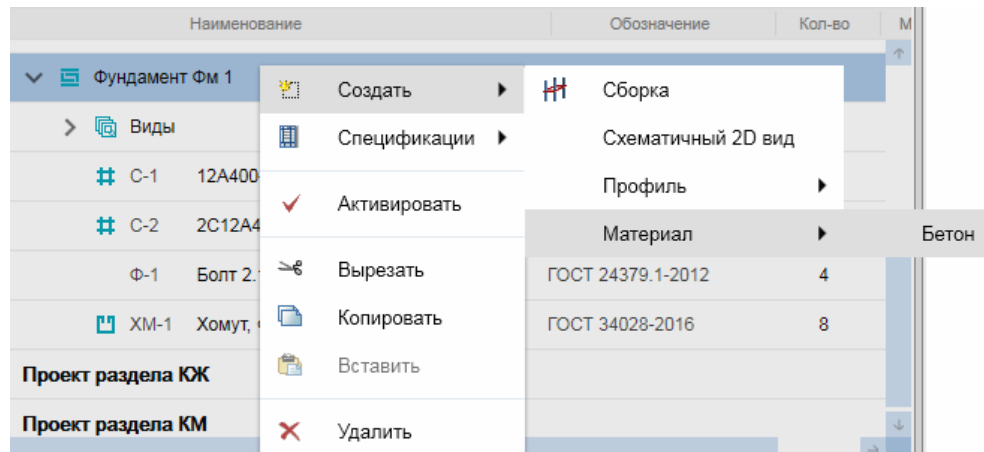 Наименование Обозначение Кол-во М
Фундамент Фм 1
Создать Сборка
Виды
Спецификации Схематичный 2D вид
С-1 12А400
Профиль
Активировать
С-2 2С12А4
Материал Бетон
Ф-1 Болт 2.
Вырезать
ГОСТ 24379.1-2012 4
ХМ-1 Хомут,
Копировать
ГОСТ 34028-2016 8
Вставить
Проект раздела КЖ
Проект раздела КМ
Удалить